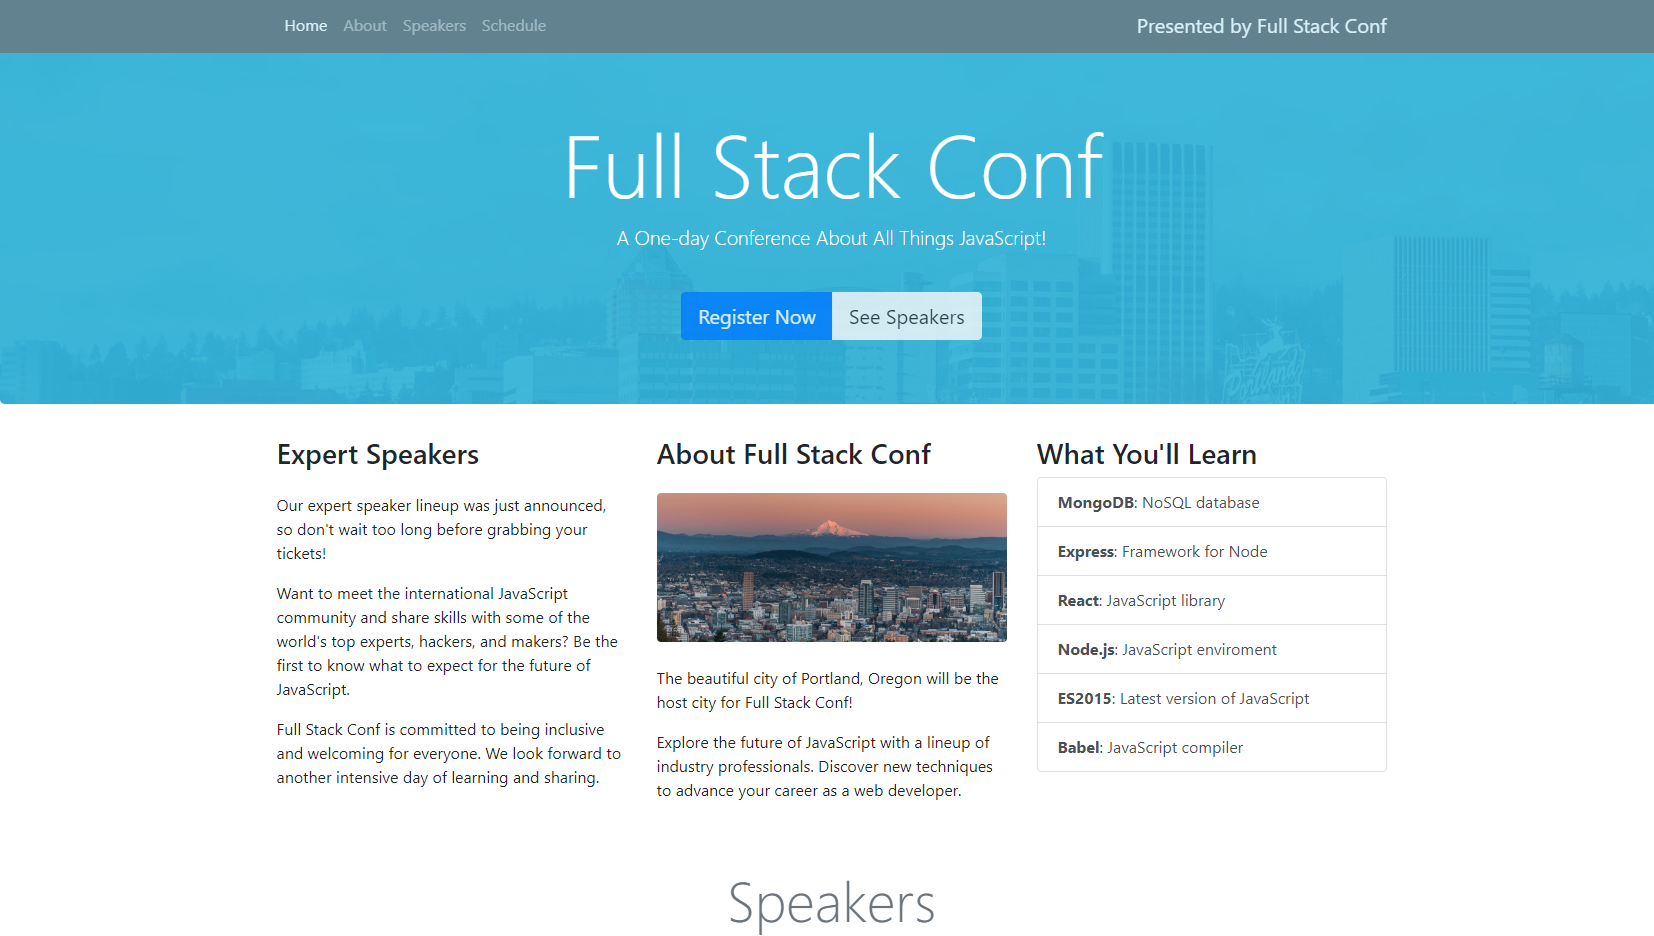 Home About Speakers Schedule Presented by Full Stack Conf
Full Stack Conf
A One-day Conference About All Things JavaScript!
Register Now See Speakers
Portland
Expert Speakers
Our expert speaker lineup was just announced,
so don't wait too long before grabbing your
tickets!
Want to meet the international JavaScript
community and share skills with some of the
world's top experts, hackers, and makers? Be the
first to know what to expect for the future of
JavaScript.
Full Stack Conf is committed to being inclusive
and welcoming for everyone. We look forward to
another intensive day of learning and sharing.
About Full Stack Conf
The beautiful city of Portland, Oregon will be the
host city for Full Stack Conf!
Explore the future of JavaScript with a lineup of
industry professionals. Discover new techniques
to advance your career as a web developer.
What You'll Learn
MongoDB: NoSQL database
Express: Framework for Node
React: JavaScript library
Node.js: JavaScript enviroment
ES2015: Latest version of JavaScript
Babel: JavaScript compiler
Speakers